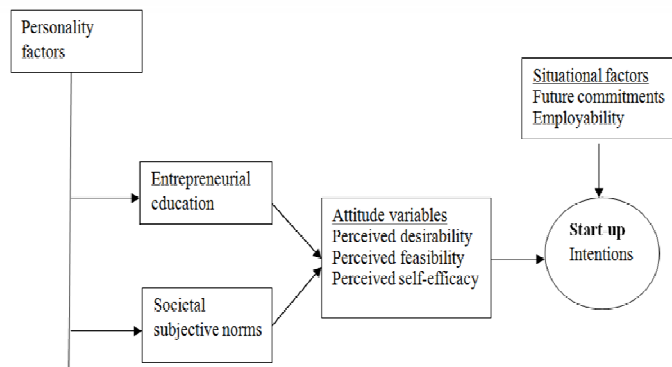 Personality
factors
Situational factors
Future commitments
Employability
Entrepreneurial
education
Attitude variables
Perceived desirability
Perceived feasibility
Perceived self-efficacy
Start-up
Intentions
Societal
subjective norms